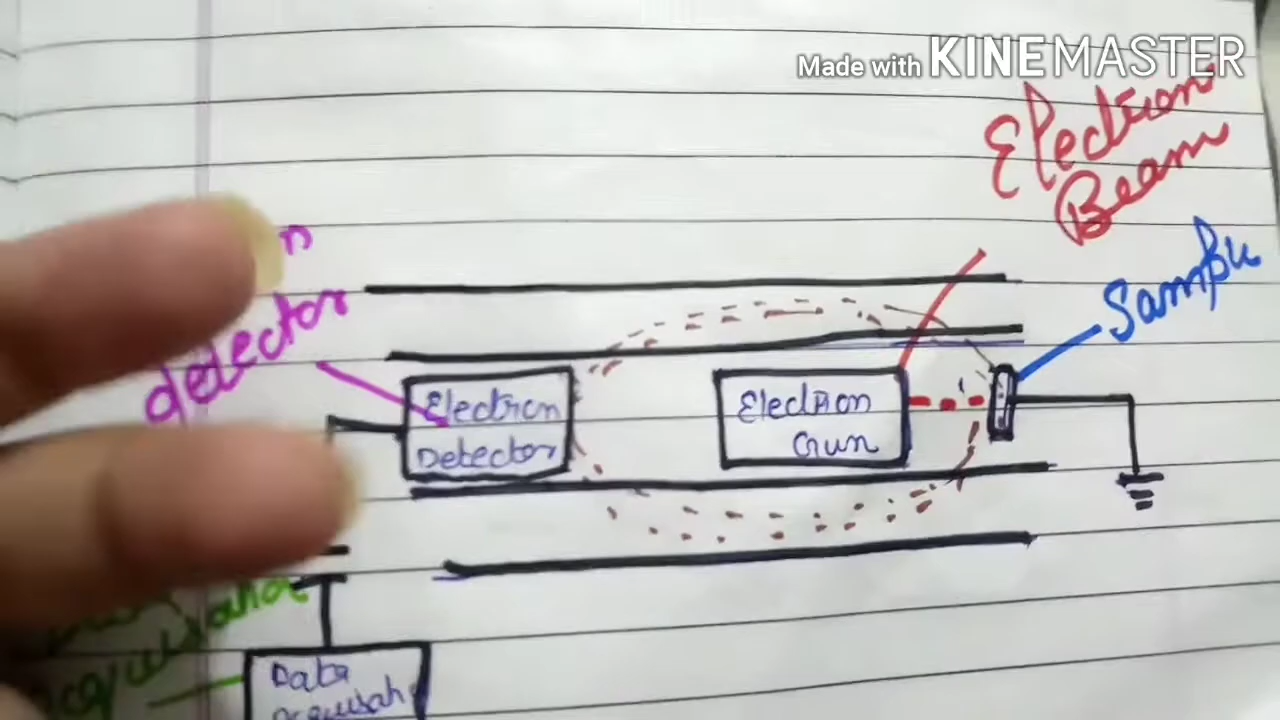 Made with KINEMASTER
Electron
Beam
Sample
detector
Electron
Detector
Electron
Gun
Data